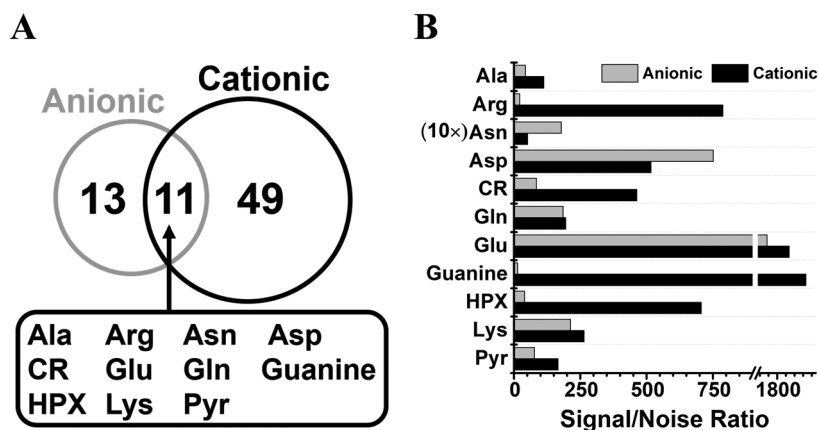 A
Anionic
Cationic
13 11 49
Ala Arg Asn Asp
CR Glu Gln Guanine
HPX Lys Pyr
B
Anionic Cationic
Ala
Arg
(10×)Asn
Asp
CR
Gln
Glu
Guanine
HPX
Lys
Pyr
0 250 500 750 1800
Signal/Noise Ratio